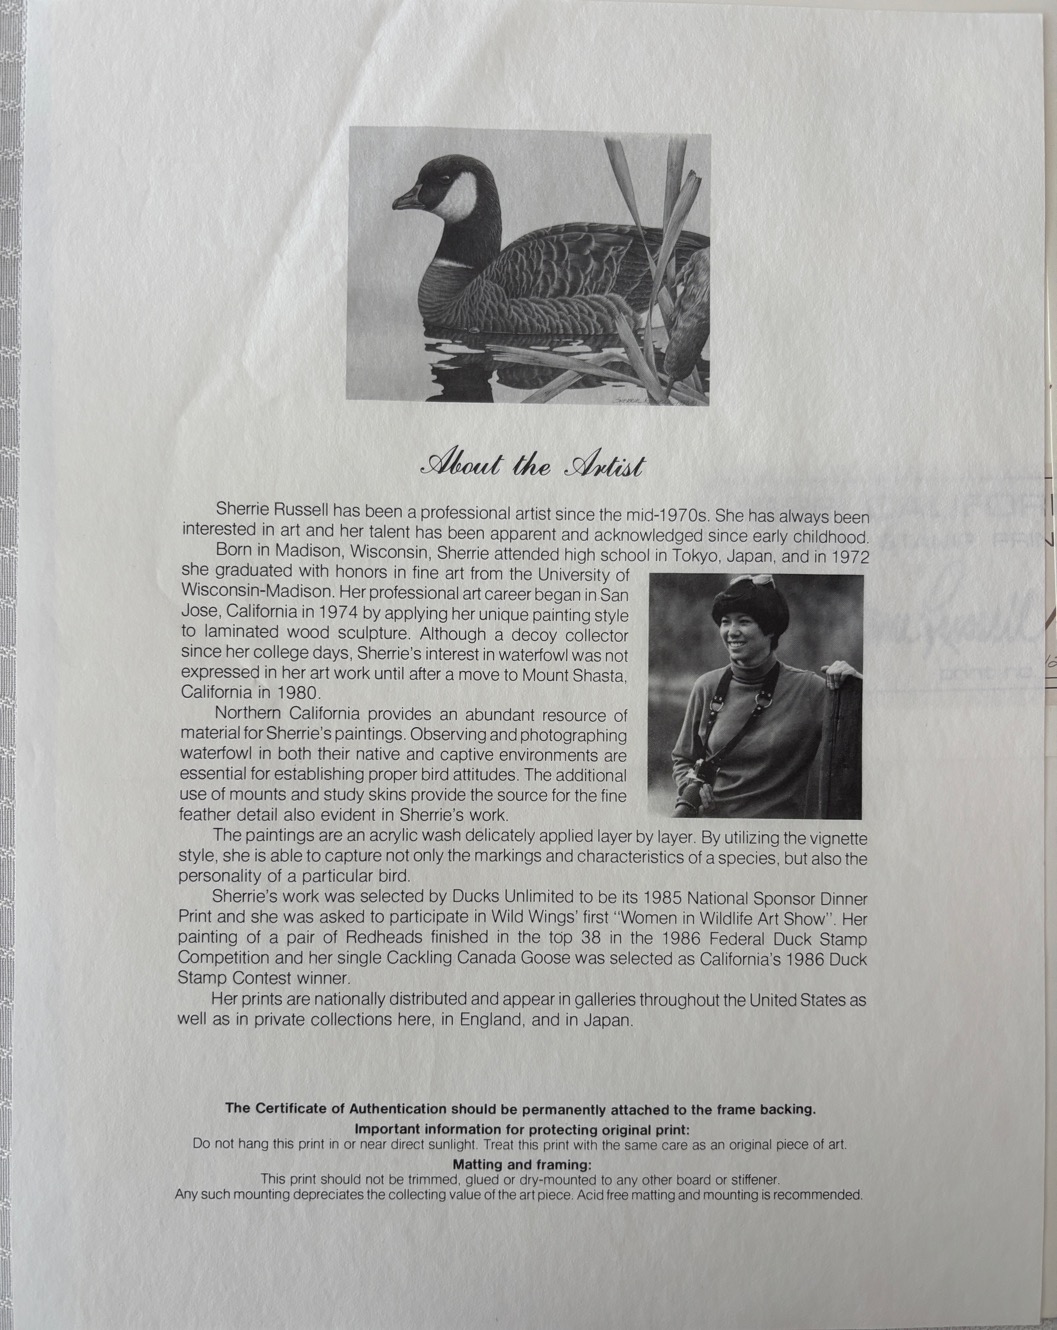 About the Artist
Sherrie Russell has been a professional artist since the mid-1970s. She has always been
interested in art and her talent has been apparent and acknowledged since early childhood.
Born in Madison, Wisconsin, Sherrie attended high school in Tokyo, Japan, and in 1972
she graduated with honors in fine art from the University of
Wisconsin-Madison. Her professional art career began in San
Jose, California in 1974 by applying her unique painting style
to laminated wood sculpture. Although a decoy collector
since her college days, Sherrie's interest in waterfowl was not
expressed in her art work until after a move to Mount Shasta,
California in 1980.
Northern California provides an abundant resource of
material for Sherrie's paintings. Observing and photographing
waterfowl in both their native and captive environments are
essential for establishing proper bird attitudes. The additional
use of mounts and study skins provide the source for the fine
feather detail also evident in Sherrie's work.
The paintings are an acrylic wash delicately applied layer by layer. By utilizing the vignette
style, she is able to capture not only the markings and characteristics of a species, but also the
personality of a particular bird.
Sherrie's work was selected by Ducks Unlimited to be its 1985 National Sponsor Dinner
Print and she was asked to participate in Wild Wings' first "Women in Wildlife Art Show". Her
painting of a pair of Redheads finished in the top 38 in the 1986 Federal Duck Stamp
Competition and her single Cackling Canada Goose was selected as California's 1986 Duck
Stamp Contest winner.
Her prints are nationally distributed and appear in galleries throughout the United States as
well as in private collections here, in England, and in Japan.
The Certificate of Authentication should be permanently attached to the frame backing.
Important information for protecting original print:
Do not hang this print in or near direct sunlight. Treat this print with the same care as an original piece of art.
Matting and framing:
This print should not be trimmed, glued or dry-mounted to any other board or stiffener.
Any such mounting depreciates the collecting value of the art piece. Acid free matting and mounting is recommended.